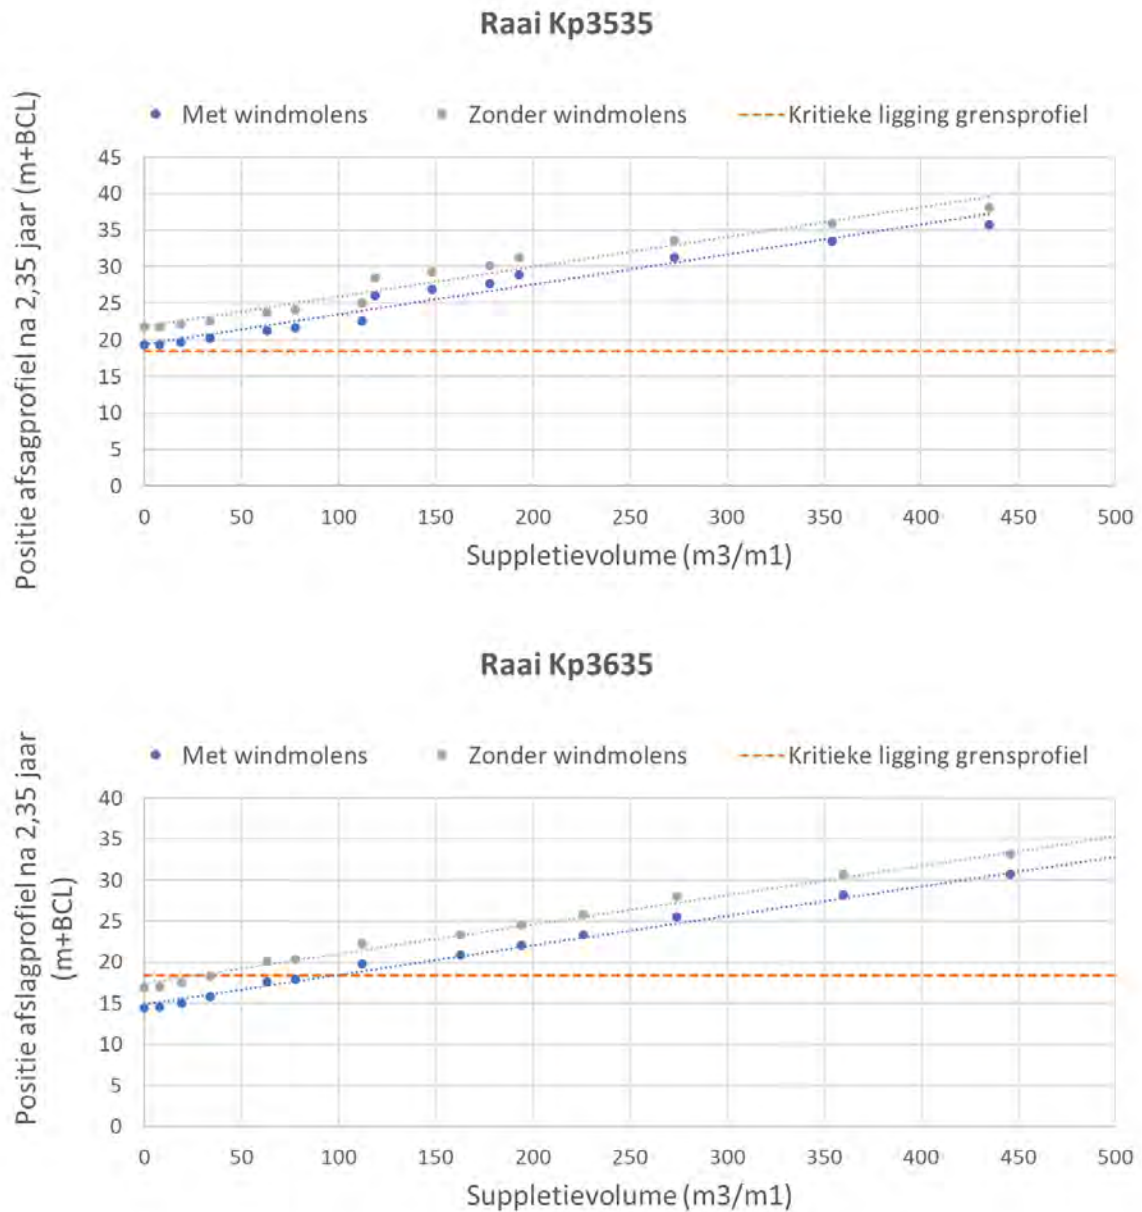 Raai Kp3535
Met windmolens Zonder windmolens Kritieke ligging grensprofiel
Positie afsagprofiel na 2,35 jaar (m+BCL)
45
40
35
30
25
20
15
10
5
0
0 50 100 150 200 250 300 350 400 450 500
Suppletievolume (m3/m1)
Raai Kp3635
Met windmolens Zonder windmolens Kritieke ligging grensprofiel
Positie afslagprofiel na 2,35 jaar
(m+BCL)
40
35
30
25
20
15
10
5
0
0 50 100 150 200 250 300 350 400 450 500
Suppletievolume (m3/m1)